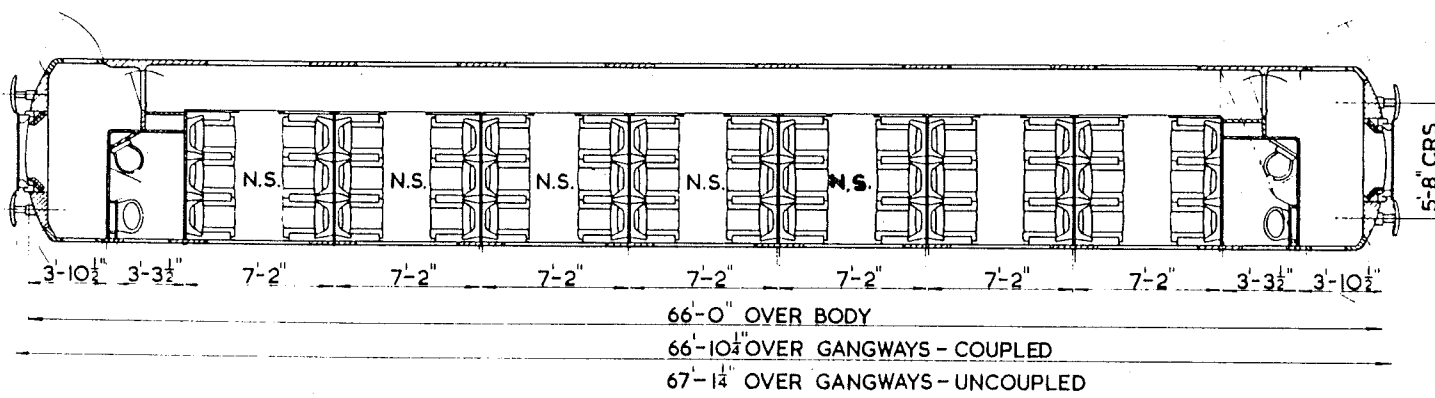 N.S. N.S. N.S. N.S. N.S.
5'-8" CRS
3'-10½" 3'-3½" 7'-2" 7'-2" 7'-2" 7'-2" 7'-2" 7'-2" 7'-2" 3'-3½" 3'-10½"
66'-0" OVER BODY
66'-10¼" OVER GANGWAYS - COUPLED
67'-1¼" OVER GANGWAYS - UNCOUPLED